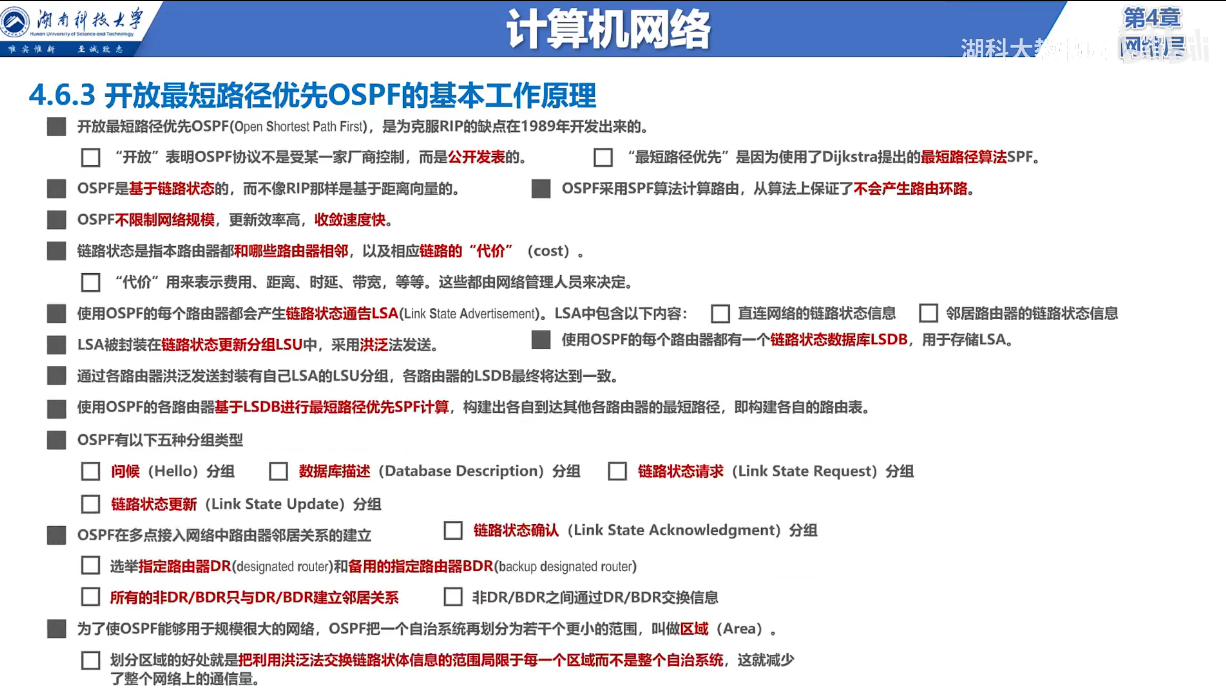 湖南科技大学
Hunan University of Science and Technology
唯实惟新 至诚致志
计算机网络
第4章
网络层
湖科大教
bilibili
4.6.3 开放最短路径优先OSPF的基本工作原理
开放最短路径优先OSPF(Open Shortest Path First)，是为克服RIP的缺点在1989年开发出来的。
“开放”表明OSPF协议不是受某一家厂商控制，而是公开发表的。
“最短路径优先”是因为使用了Dijkstra提出的最短路径算法SPF。
OSPF是基于链路状态的，而不像RIP那样是基于距离向量的。
OSPF采用SPF算法计算路由，从算法上保证了不会产生路由环路。
OSPF不限制网络规模，更新效率高，收敛速度快。
链路状态是指本路由器都和哪些路由器相邻，以及相应链路的“代价”（cost）。
“代价”用来表示费用、距离、时延、带宽，等等。这些都由网络管理人员来决定。
使用OSPF的每个路由器都会产生链路状态通告LSA(Link State Advertisement)。LSA中包含以下内容：
直连网络的链路状态信息
邻居路由器的链路状态信息
LSA被封装在链路状态更新分组LSU中，采用洪泛法发送。
使用OSPF的每个路由器都有一个链路状态数据库LSDB，用于存储LSA。
通过各路由器洪泛发送封装有自己LSA的LSU分组，各路由器的LSDB最终将达到一致。
使用OSPF的各路由器基于LSDB进行最短路径优先SPF计算，构建出各自到达其他各路由器的最短路径，即构建各自的路由表。
OSPF有以下五种分组类型
问候（Hello）分组
数据库描述（Database Description）分组
链路状态请求（Link State Request）分组
链路状态更新（Link State Update）分组
链路状态确认（Link State Acknowledgment）分组
OSPF在多点接入网络中路由器邻居关系的建立
选举指定路由器DR(designated router)和备用的指定路由器BDR(backup designated router)
所有的非DR/BDR只与DR/BDR建立邻居关系
非DR/BDR之间通过DR/BDR交换信息
为了使OSPF能够用于规模很大的网络，OSPF把一个自治系统再划分为若干个更小的范围，叫做区域（Area）。
划分区域的好处就是把利用洪泛法交换链路状体信息的范围局限于每一个区域而不是整个自治系统，这就减少
了整个网络上的通信量。